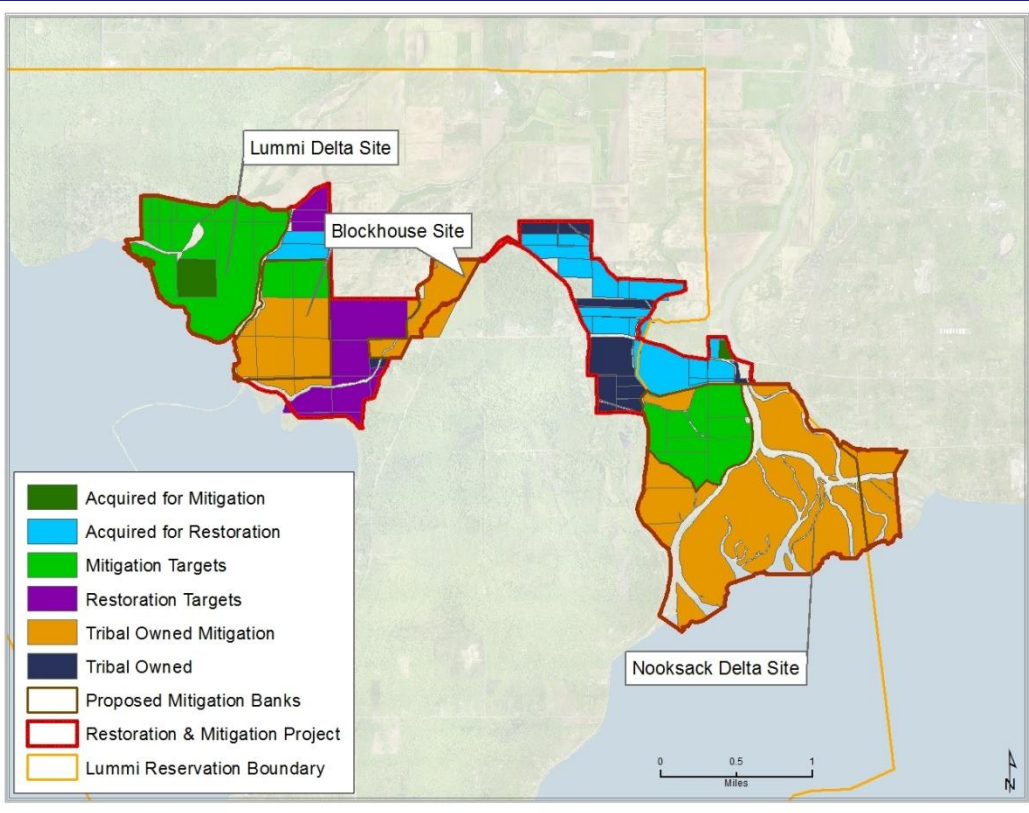 Lummi Delta Site
Blockhouse Site
Nooksack Delta Site
Acquired for Mitigation
Acquired for Restoration
Mitigation Targets
Restoration Targets
Tribal Owned Mitigation
Tribal Owned
Proposed Mitigation Banks
Restoration & Mitigation Project
Lummi Reservation Boundary
0 0.5 1
Miles
N